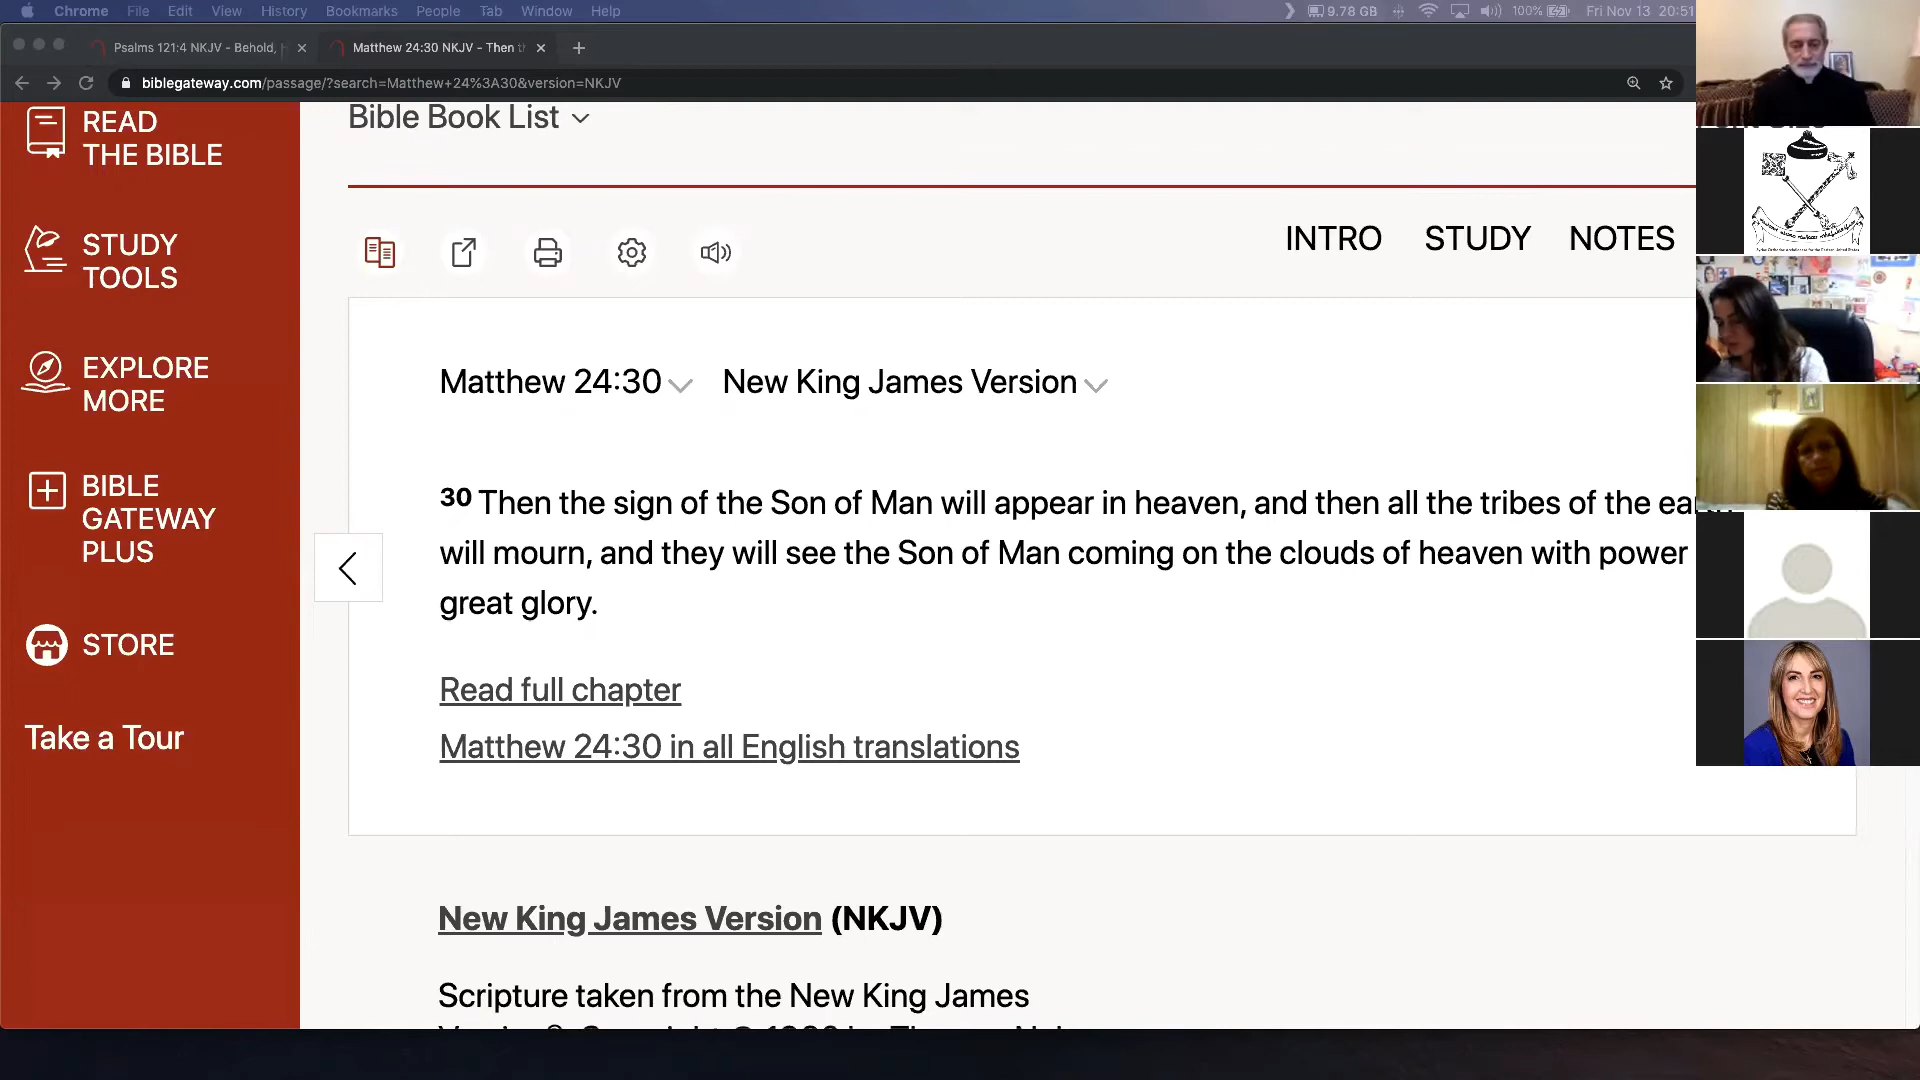 Chrome File Edit View History Bookmarks People Tab Window Help 9.78 GB 100% Fri Nov 13 20:51
Psalms 121:4 NKJV - Behold, Matthew 24:30 NKJV - Then
biblegateway.com/passage/?search=Matthew+24%3A30&version=NKJV
READ
THE BIBLE
STUDY
TOOLS
EXPLORE
MORE
BIBLE
GATEWAY
PLUS
STORE
Take a Tour
Bible Book List
INTRO STUDY NOTES
Matthew 24:30 New King James Version
30 Then the sign of the Son of Man will appear in heaven, and then all the tribes of the
will mourn, and they will see the Son of Man coming on the clouds of heaven with power
great glory.
Read full chapter
Matthew 24:30 in all English translations
New King James Version (NKJV)
Scripture taken from the New King James